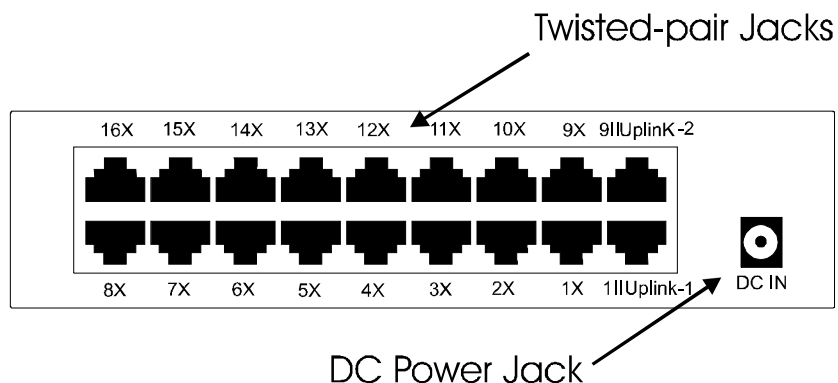 Twisted-pair Jacks
16X 15X 14X 13X 12X 11X 10X 9X 9IIUplinK-2
8X 7X 6X 5X 4X 3X 2X 1X 1IIUplink-1
DC IN
DC Power Jack